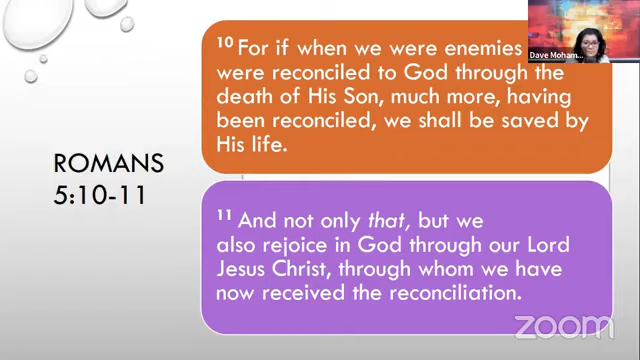 ROMANS
5:10-11
10 For if when we were enemies
were reconciled to God through the
death of His Son, much more, having
been reconciled, we shall be saved by
His life.
11 And not only that, but we
also rejoice in God through our Lord
Jesus Christ, through whom we have
now received the reconciliation.
Dave Moham...
zoom